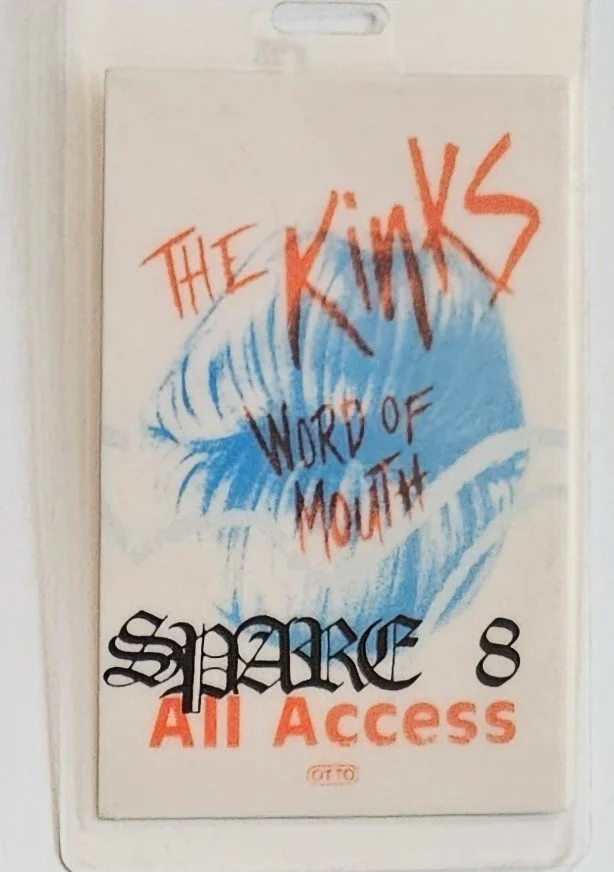 THE KinKS
WORD OF
MOUTH
SPARE 8
All Access
OTTO